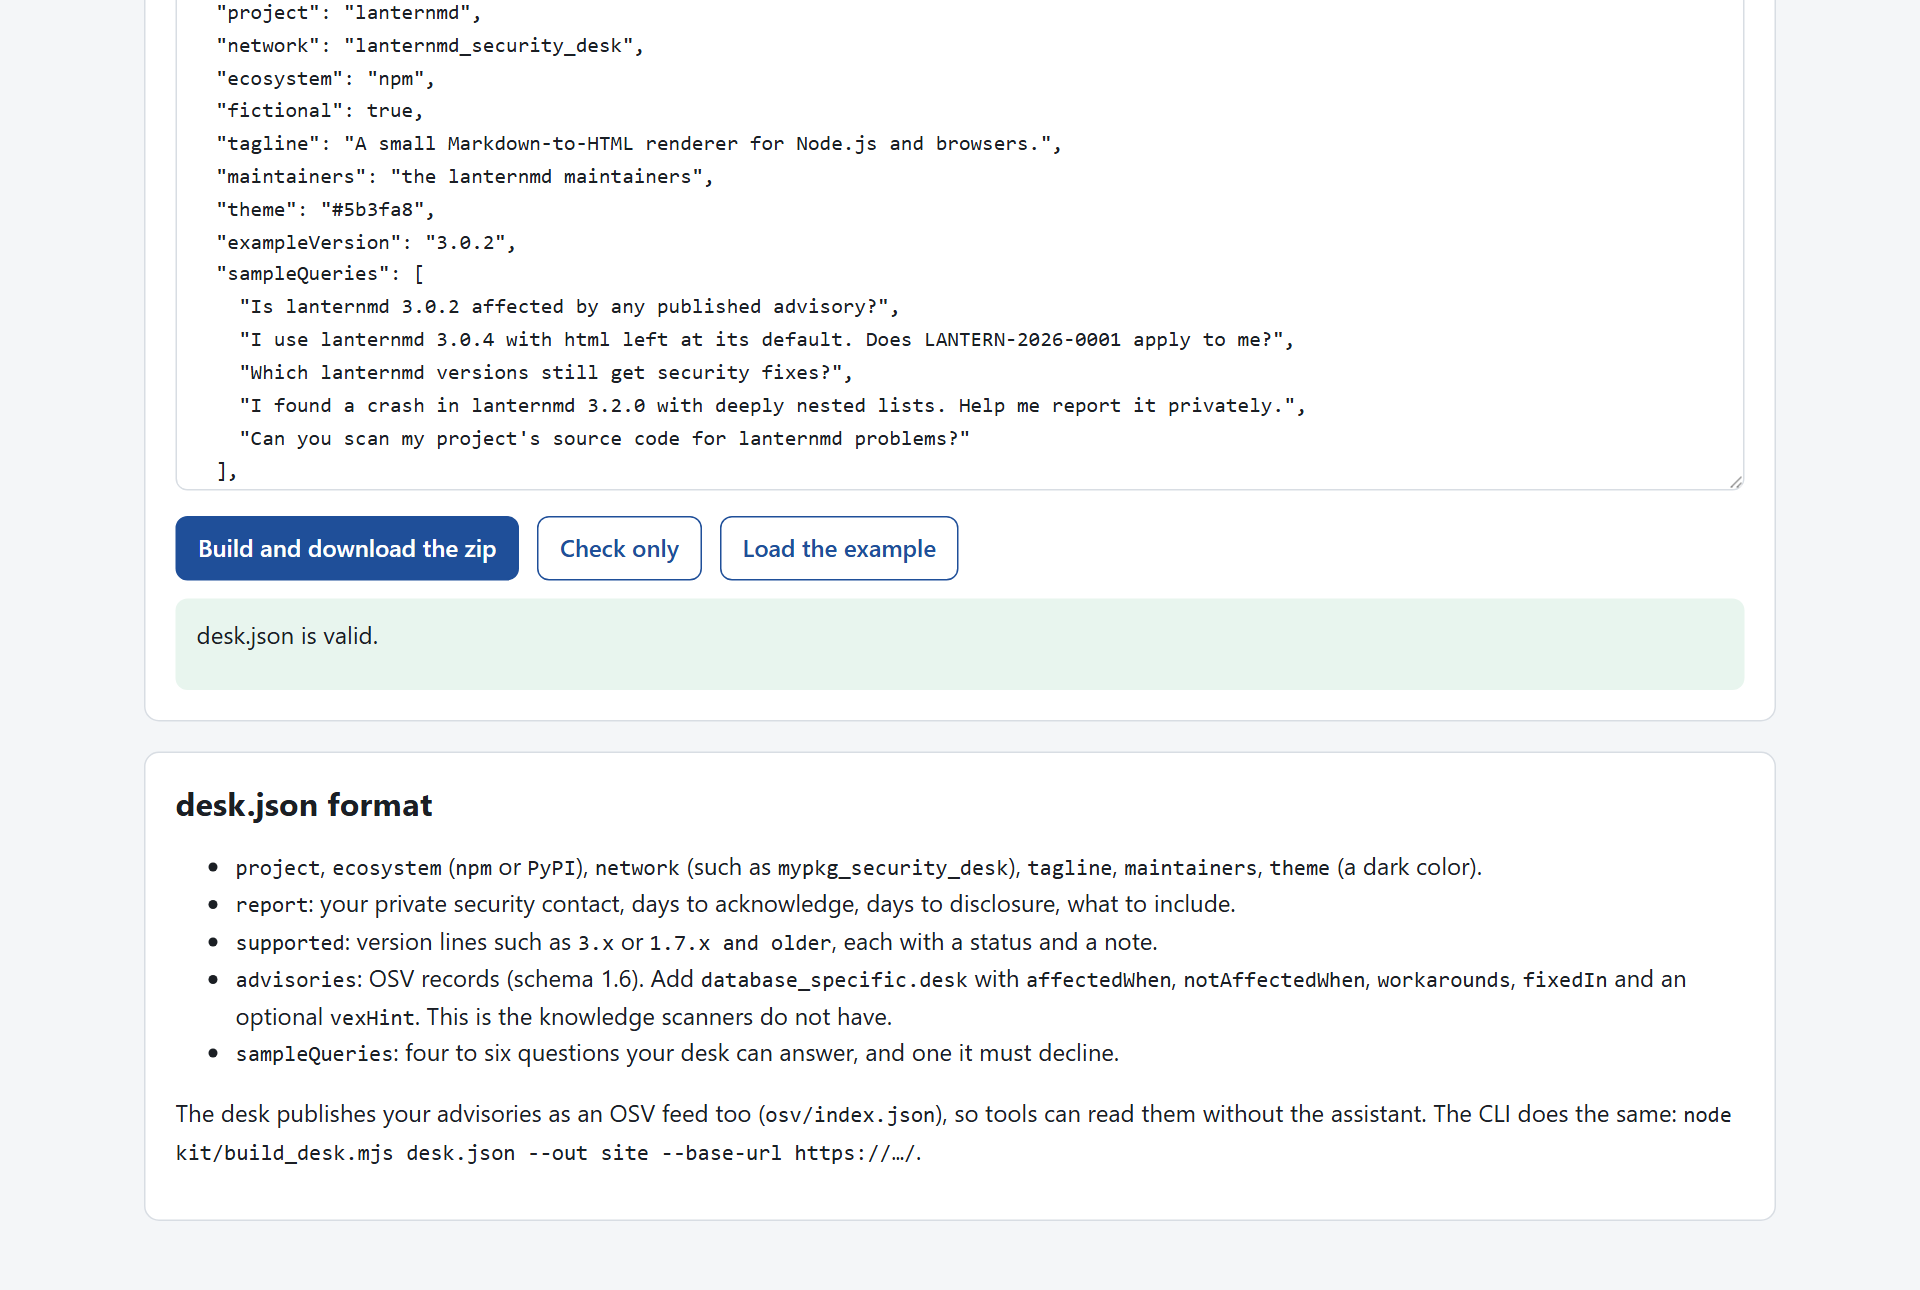 "project": "lanternmd",
"network": "lanternmd_security_desk",
"ecosystem": "npm",
"fictional": true,
"tagline": "A small Markdown-to-HTML renderer for Node.js and browsers.",
"maintainers": "the lanternmd maintainers",
"theme": "#5b3fa8",
"exampleVersion": "3.0.2",
"sampleQueries": [
"Is lanternmd 3.0.2 affected by any published advisory?",
"I use lanternmd 3.0.4 with html left at its default. Does LANTERN-2026-0001 apply to me?",
"Which lanternmd versions still get security fixes?",
"I found a crash in lanternmd 3.2.0 with deeply nested lists. Help me report it privately.",
"Can you scan my project's source code for lanternmd problems?"
],
Build and download the zip
Check only
Load the example
desk.json is valid.
desk.json format
project, ecosystem (npm or PyPI), network (such as mypkg_security_desk), tagline, maintainers, theme (a dark color).
report: your private security contact, days to acknowledge, days to disclosure, what to include.
supported: version lines such as 3.x or 1.7.x and older, each with a status and a note.
advisories: OSV records (schema 1.6). Add database_specific.desk with affectedWhen, notAffectedWhen, workarounds, fixedIn and an
optional vexHint. This is the knowledge scanners do not have.
sampleQueries: four to six questions your desk can answer, and one it must decline.
The desk publishes your advisories as an OSV feed too (osv/index.json), so tools can read them without the assistant. The CLI does the same: node
kit/build_desk.mjs desk.json --out site --base-url https://…/.